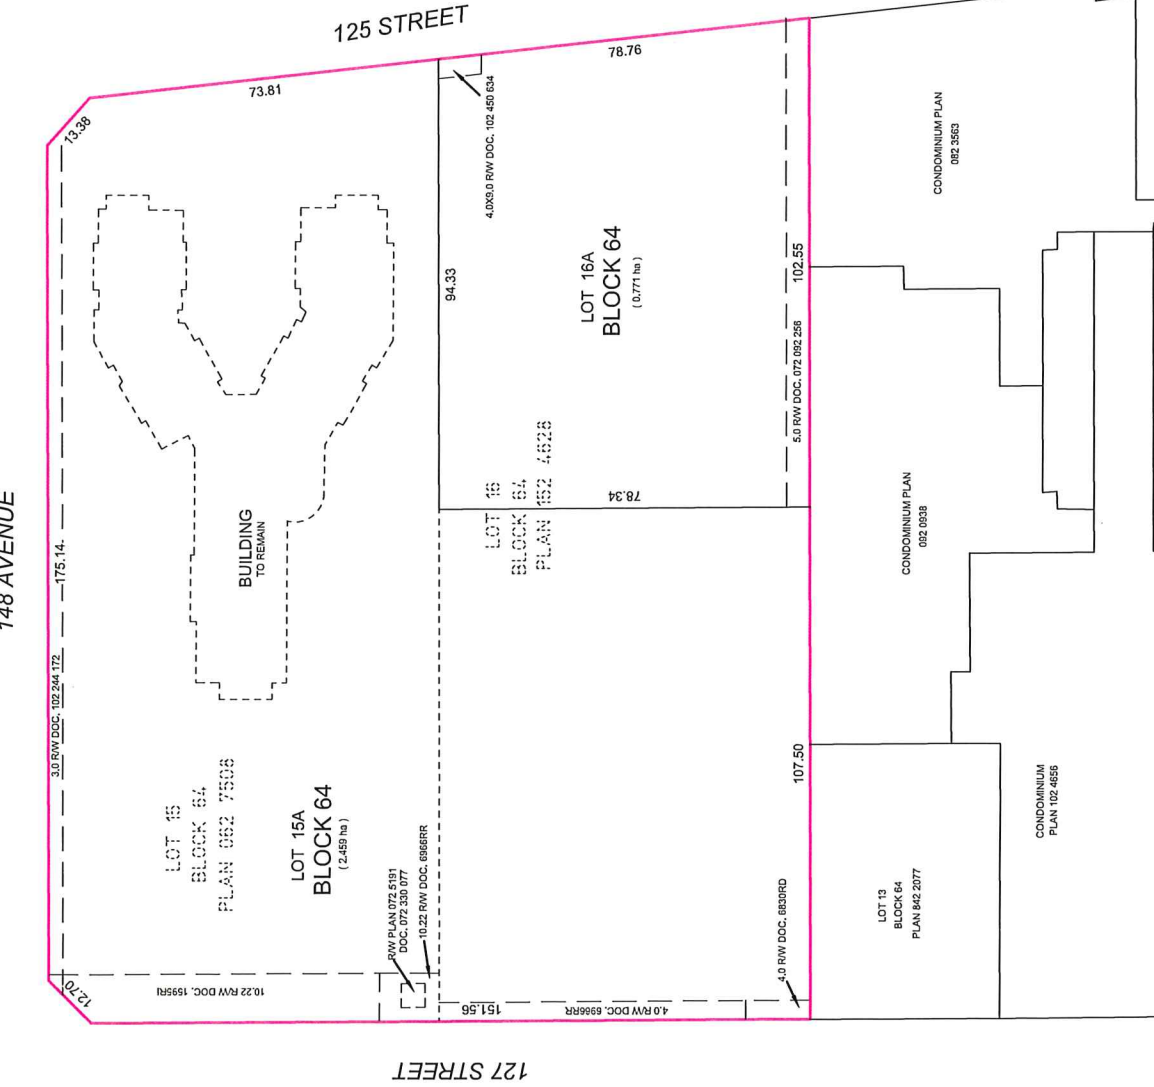 125 STREET
78.76
73.81
13.38
4.0X9.0 R/W DOC. 102 450 634
CONDOMINIUM PLAN
082 3563
LOT 16A
BLOCK 64
( 0.771 ha )
94.33
102.55
5.0 R/W DOC. 072 092 256
148 AVENUE
175.14
3.0 R/W DOC. 102 244 172
BUILDING
TO REMAIN
LOT 16
BLOCK 64
PLAN 152 4628
78.34
CONDOMINIUM PLAN
092 0938
LOT 15
BLOCK 64
PLAN 062 7508
LOT 15A
BLOCK 64
( 2.459 ha )
107.50
CONDOMINIUM
PLAN 102 4656
R/W PLAN 072 5191
DOC. 072 330 077
10.22 R/W DOC. 6966RR
4.0 R/W DOC. 6830RD
LOT 13
BLOCK 64
PLAN 842 2077
12.70
10.22 R/W DOC. 1595RI
151.56
4.0 R/W DOC. 6966RR
127 STREET